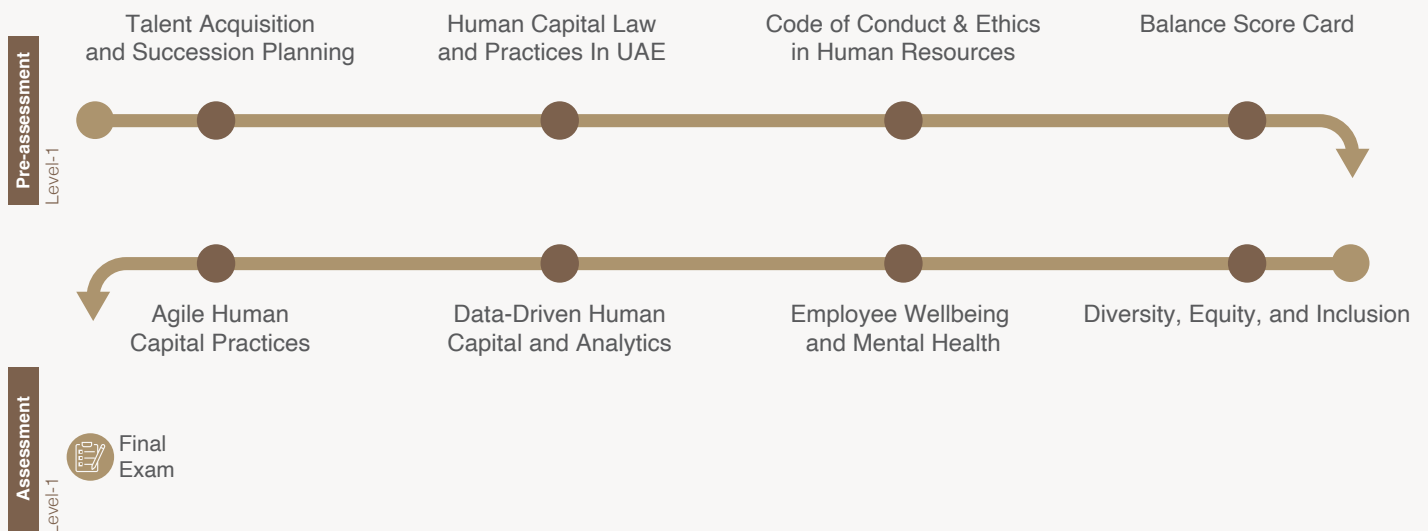 Talent Acquisition
and Succession Planning
Human Capital Law
and Practices In UAE
Code of Conduct & Ethics
in Human Resources
Balance Score Card
Pre-assessment
Level-1
Agile Human
Capital Practices
Data-Driven Human
Capital and Analytics
Employee Wellbeing
and Mental Health
Diversity, Equity, and Inclusion
Assessment
Level-1
Final
Exam